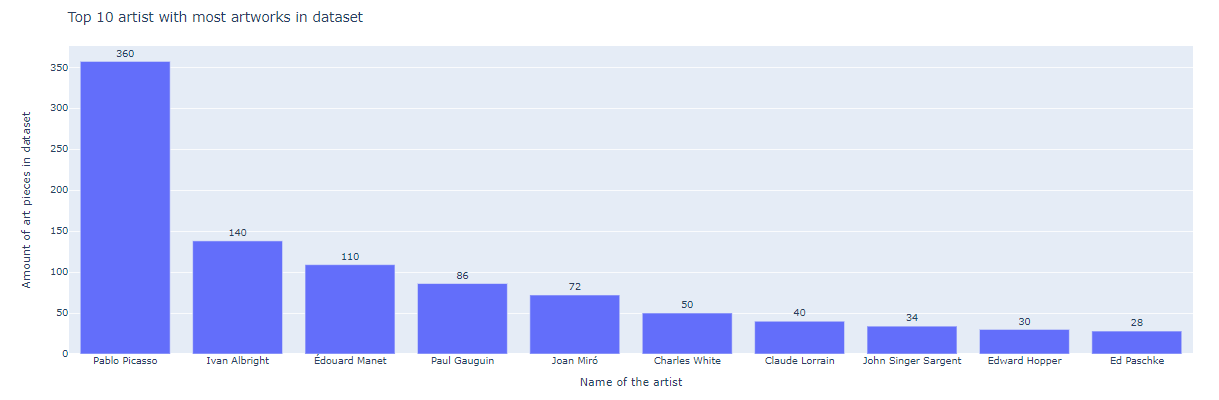 Top 10 artist with most artworks in dataset
Amount of art pieces in dataset
350
300
250
200
150
100
50
0
360
140
110
86
72
50
40
34
30
28
Pablo Picasso
Ivan Albright
Édouard Manet
Paul Gauguin
Joan Miró
Charles White
Claude Lorrain
John Singer Sargent
Edward Hopper
Ed Paschke
Name of the artist